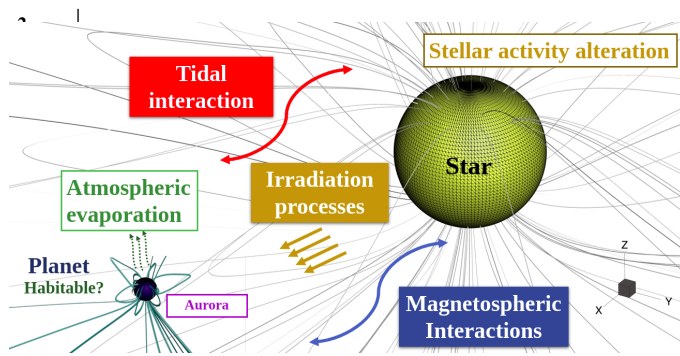 Tidal
interaction
Stellar activity alteration
Star
Irradiation
processes
Atmospheric
evaporation
Planet
Habitable?
Aurora
Magnetospheric
Interactions
Z
X
Y